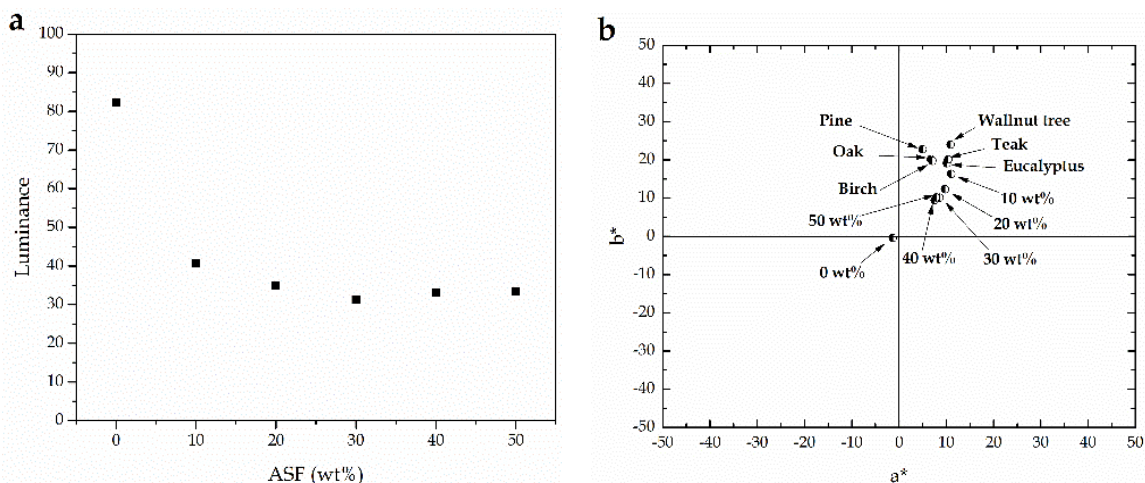 a
100
90
80
70
60
50
40
30
20
10
0
Luminance
0 10 20 30 40 50
ASF (wt%)
b
50
40
30
20
10
0
-10
-20
-30
-40
-50
b*
Pine
Wallnut tree
Oak
Teak
Eucalyptus
Birch
10 wt%
50 wt%
20 wt%
0 wt%
40 wt%
30 wt%
-50 -40 -30 -20 -10 0 10 20 30 40 50
a*